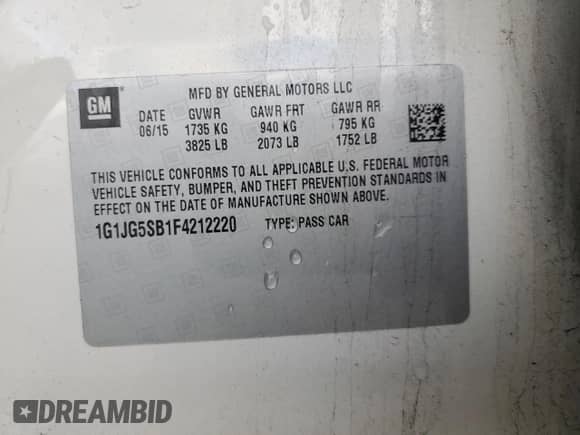 GM
MFD BY GENERAL MOTORS LLC
DATE GVWR GAWR FRT GAWR RR
06/15 1735 KG 940 KG 795 KG
3825 LB 2073 LB 1752 LB
THIS VEHICLE CONFORMS TO ALL APPLICABLE U.S. FEDERAL MOTOR
VEHICLE SAFETY, BUMPER, AND THEFT PREVENTION STANDARDS IN
EFFECT ON THE DATE OF MANUFACTURE SHOWN ABOVE.
1G1JG5SB1F4212220 TYPE: PASS CAR
DREAMBID